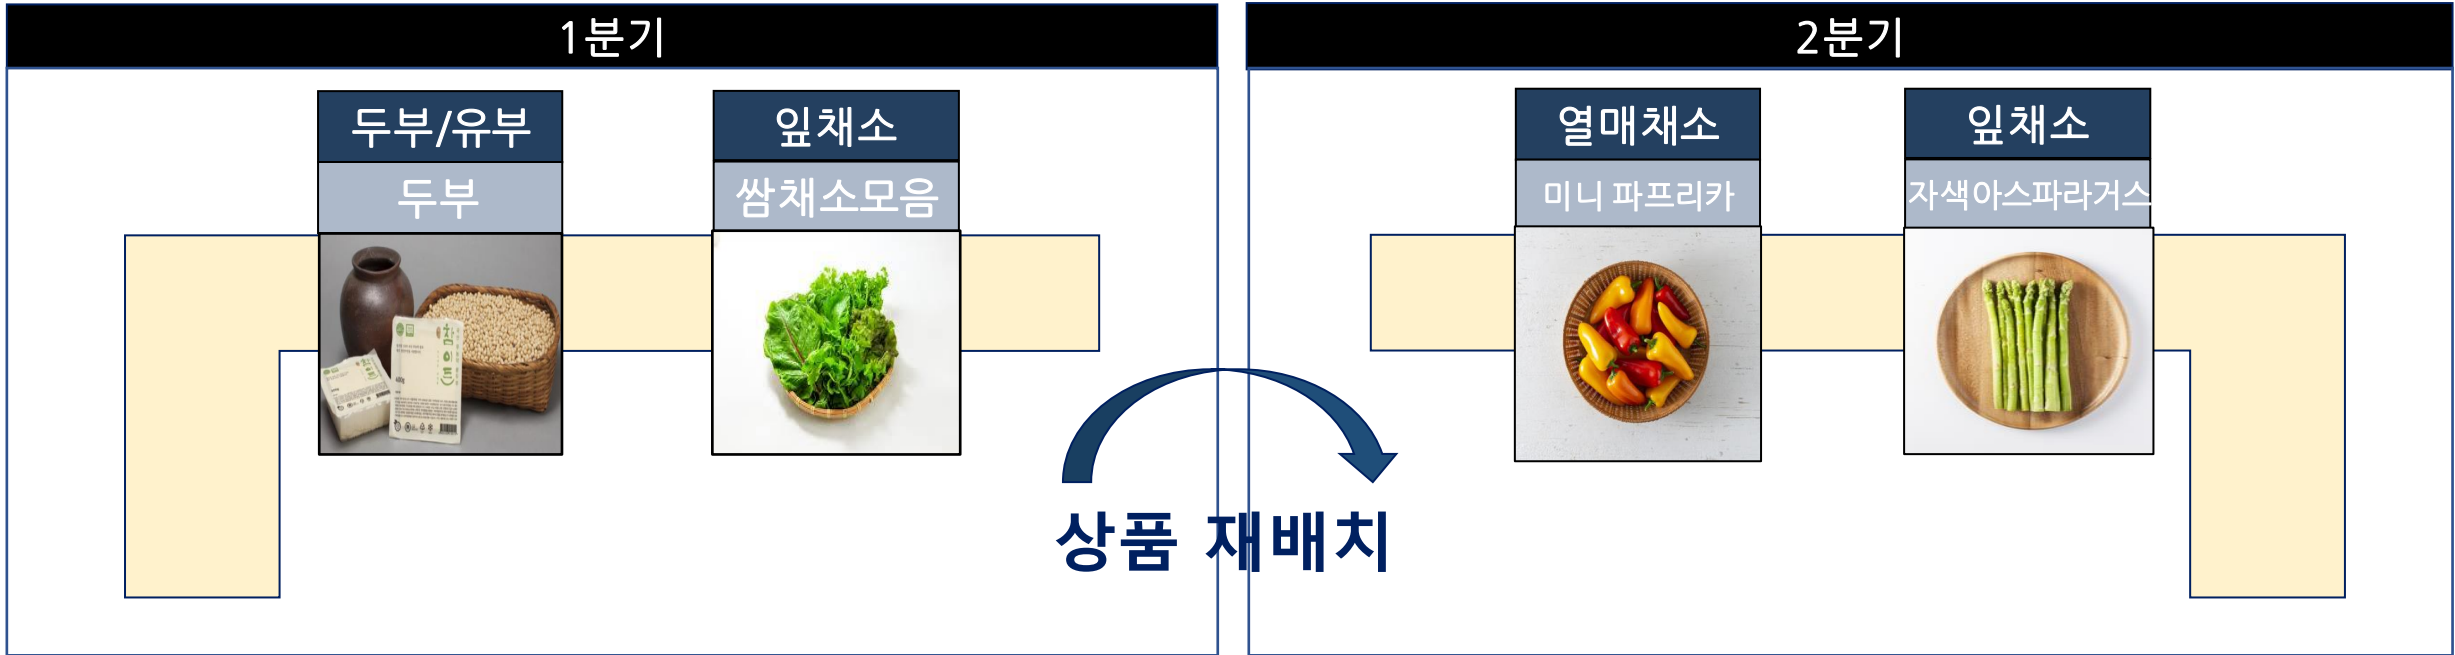 1분기
두부/유부
두부
잎채소
쌈채소모음
2분기
열매채소
미니 파프리카
잎채소
자색아스파라거스
상품 재배치